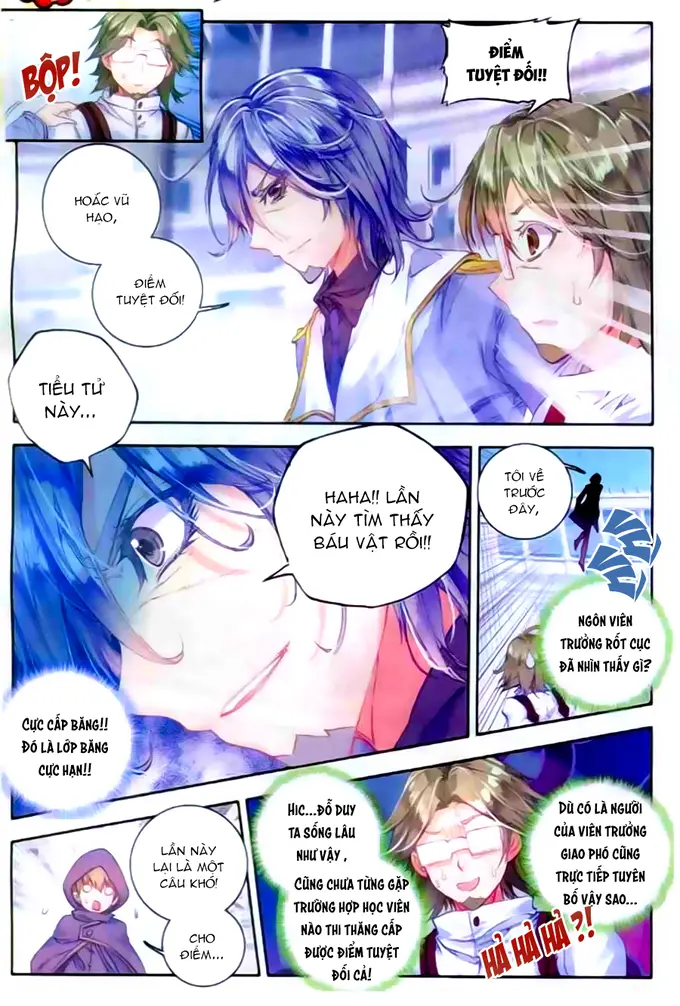 BỘP!
ĐIỂM
TUYỆT ĐỐI!!
HOẮC VŨ
HẠO,
ĐIỂM
TUYỆT ĐỐI!
TIỂU TỬ
NÀY...
HAHA!! LẦN
NÀY TÌM THẤY
BÁU VẬT RỒI!!
TÔI VỀ
TRƯỚC
ĐÂY,
NGÔN VIÊN
TRƯỞNG RỐT CỤC
ĐÃ NHÌN THẤY GÌ?
CỰC CẤP BĂNG!!
ĐÓ LÀ LỚP BĂNG
CỰC HẠN!!
LẦN NÀY
LẠI LÀ MỘT
CÂU KHÓ!
CHO
ĐIỂM...
HIC...ĐỖ DUY
TA SỐNG LÂU
NHƯ VẬY,
CŨNG CHƯA TỪNG GẶP
TRƯỜNG HỢP HỌC VIÊN
NÀO THI THĂNG CẤP
ĐƯỢC ĐIỂM TUYỆT
ĐỐI CẢ!
DÙ CÓ LÀ NGƯỜI
CỦA VIÊN TRƯỞNG
GIAO PHÓ CŨNG
TRỰC TIẾP TUYÊN
BỐ VẬY SAO...
HẢ HẢ HẢ ?!